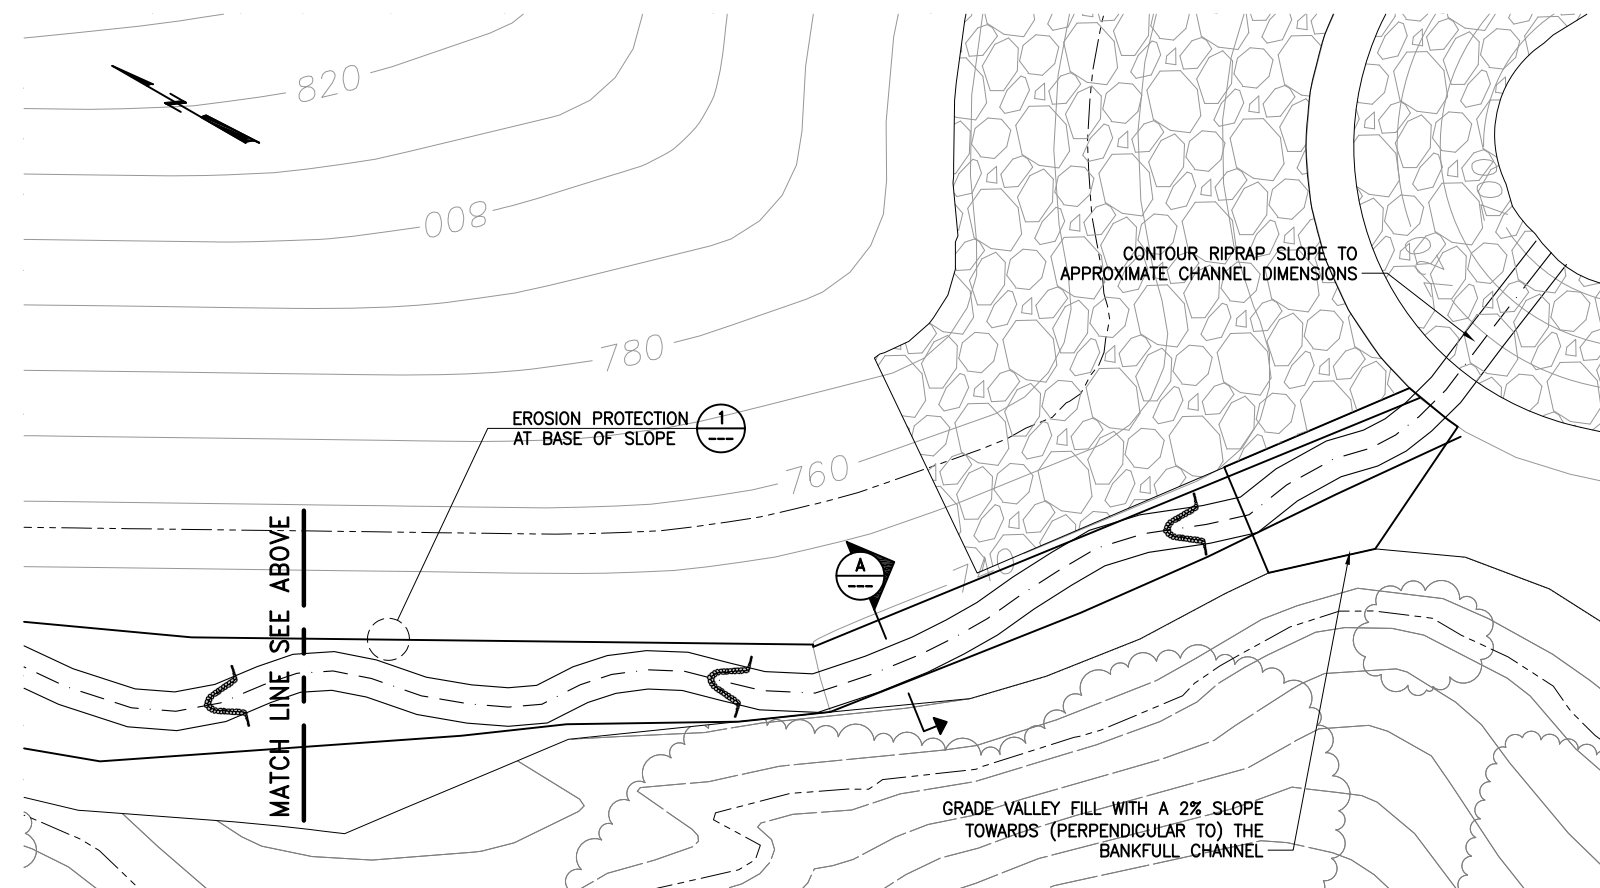 820
800
780
760
740
CONTOUR RIPRAP SLOPE TO
APPROXIMATE CHANNEL DIMENSIONS
EROSION PROTECTION
AT BASE OF SLOPE
1
---
A
---
MATCH LINE SEE ABOVE
GRADE VALLEY FILL WITH A 2% SLOPE
TOWARDS (PERPENDICULAR TO) THE
BANKFULL CHANNEL